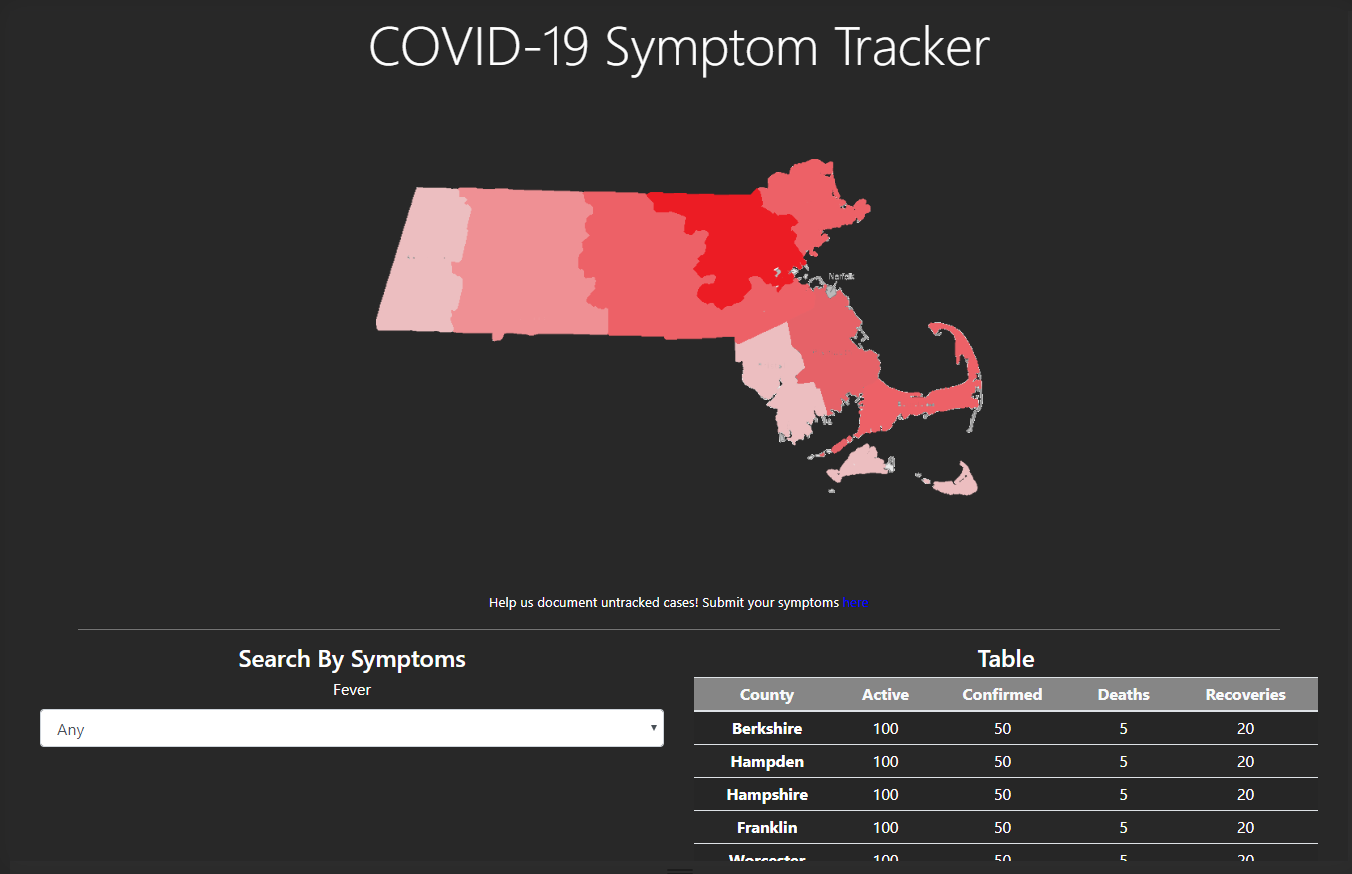 COVID-19 Symptom Tracker
Norfolk
Help us document untracked cases! Submit your symptoms here
Search By Symptoms
Fever
Any
Table
County Active Confirmed Deaths Recoveries
Berkshire 100 50 5 20
Hampden 100 50 5 20
Hampshire 100 50 5 20
Franklin 100 50 5 20
Worcester 100 50 5 20